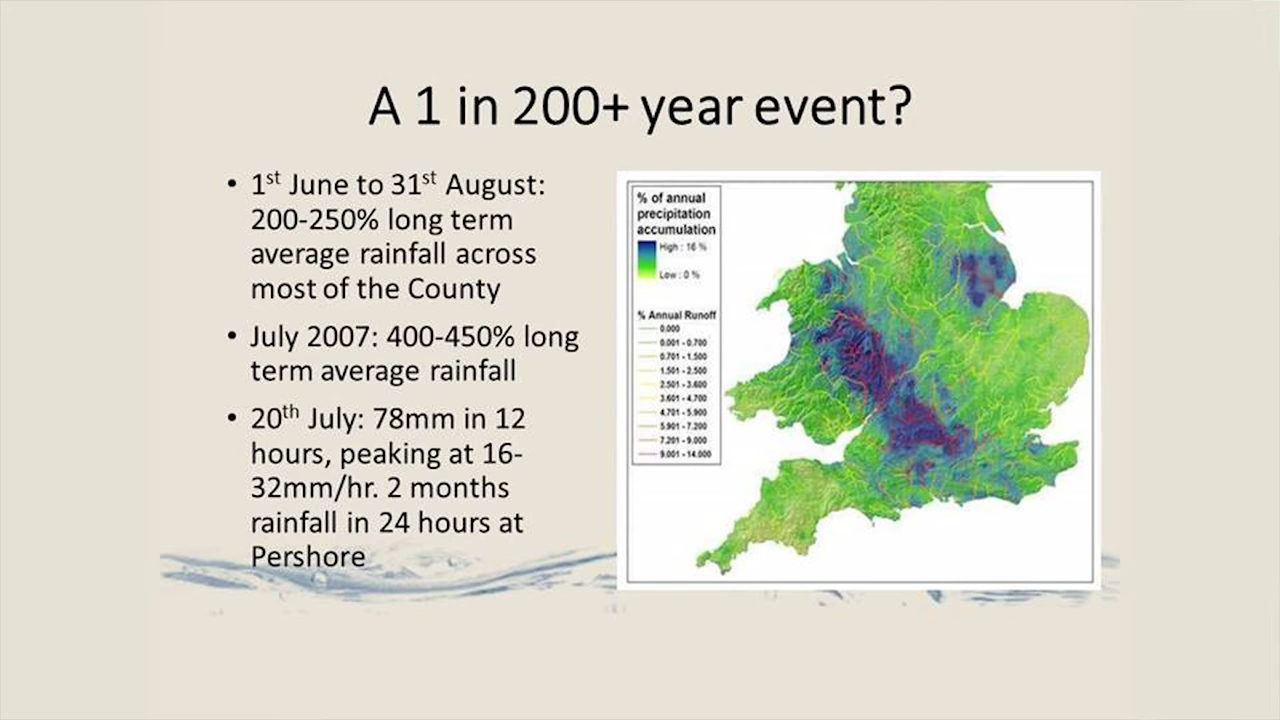 A 1 in 200+ year event?
• 1st June to 31st August:
200-250% long term
average rainfall across
most of the County
• July 2007: 400-450% long
term average rainfall
• 20th July: 78mm in 12
hours, peaking at 16-
32mm/hr. 2 months
rainfall in 24 hours at
Pershore
% of annual
precipitation
accumulation
High : 16 %
Low : 0 %
% Annual Runoff
0.000
0.001 - 0.700
0.701 - 1.500
1.501 - 2.500
2.501 - 3.600
3.601 - 4.700
4.701 - 5.900
5.901 - 7.200
7.201 - 9.000
9.001 - 14.000